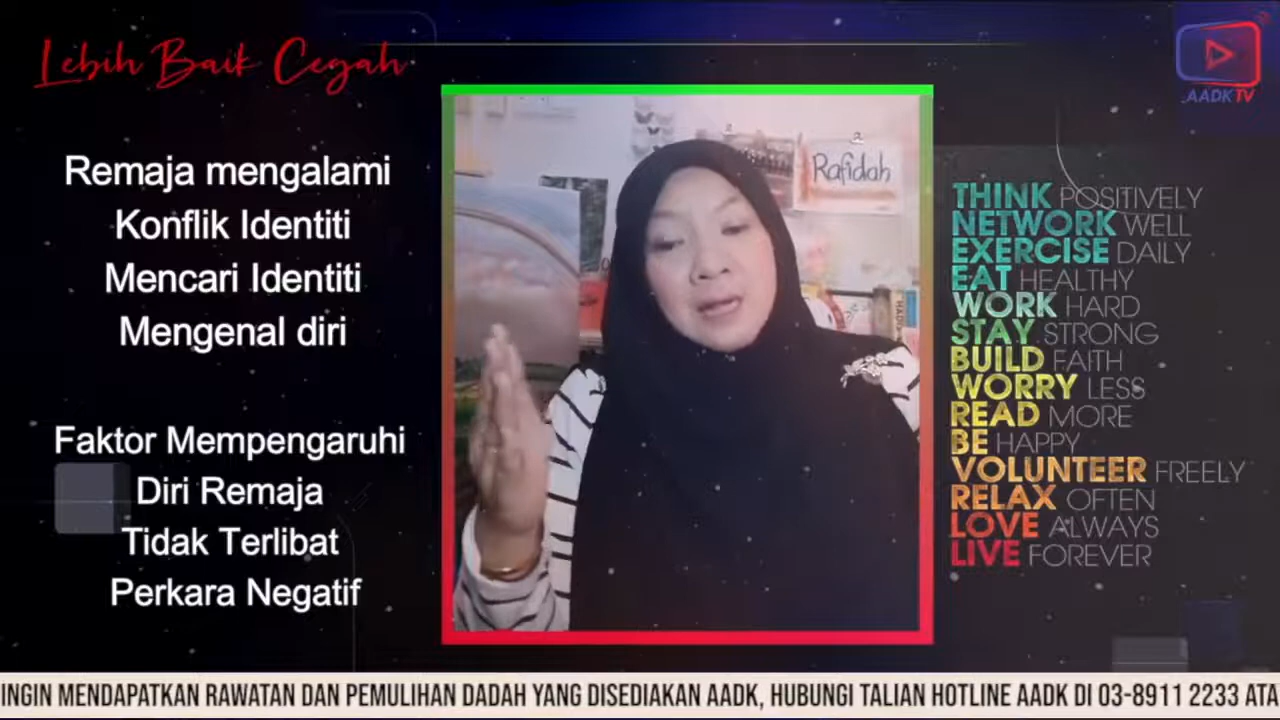 Lebih Baik Cegah
AADKTV
Remaja mengalami
Konflik Identiti
Mencari Identiti
Mengenal diri
Faktor Mempengaruhi
Diri Remaja
Tidak Terlibat
Perkara Negatif
Rafidah
THINK POSITIVELY
NETWORK WELL
EXERCISE DAILY
EAT HEALTHY
WORK HARD
STAY STRONG
BUILD FAITH
WORRY LESS
READ MORE
BE HAPPY
VOLUNTEER FREELY
RELAX OFTEN
LOVE ALWAYS
LIVE FOREVER
INGIN MENDAPATKAN RAWATAN DAN PEMULIHAN DADAH YANG DISEDIAKAN AADK, HUBUNGI TALIAN HOTLINE AADK DI 03-8911 2233 ATA